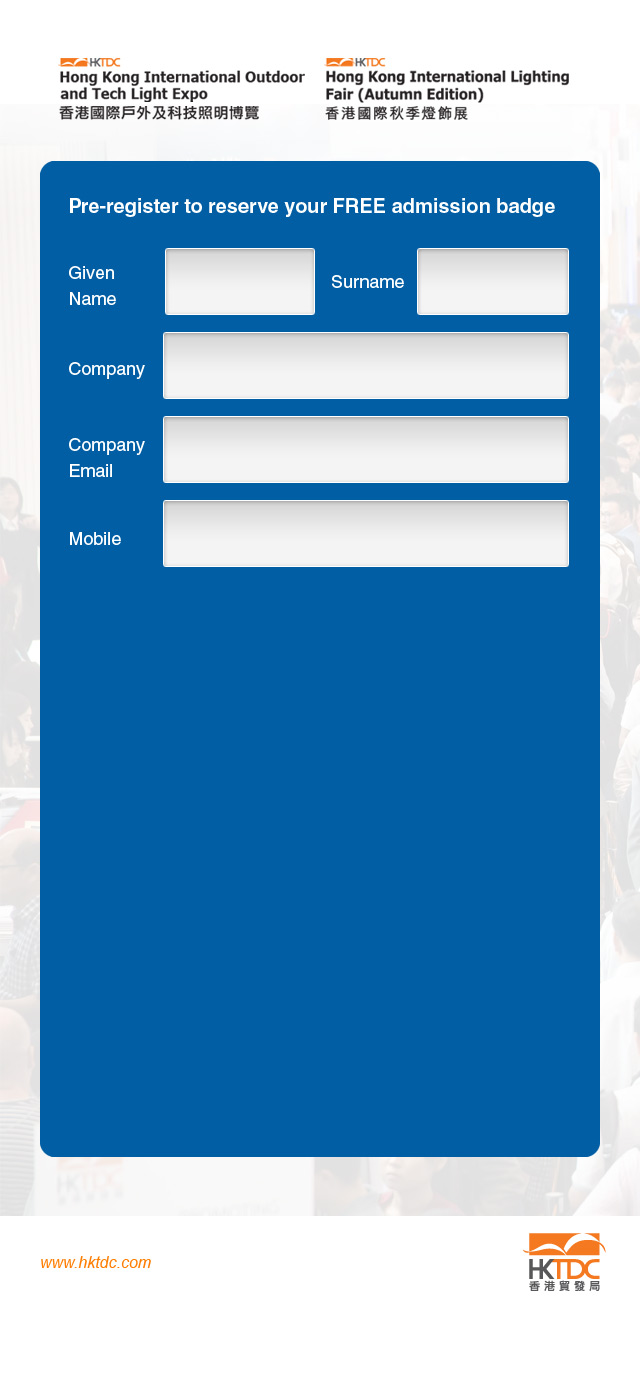 HKTDC
Hong Kong International Outdoor
and Tech Light Expo
香港國際戶外及科技照明博覽
HKTDC
Hong Kong International Lighting
Fair (Autumn Edition)
香港國際秋季燈飾展
Pre-register to reserve your FREE admission badge
Given
Name
Surname
Company
Company
Email
Mobile
www.hktdc.com
HKTDC
香港貿發局